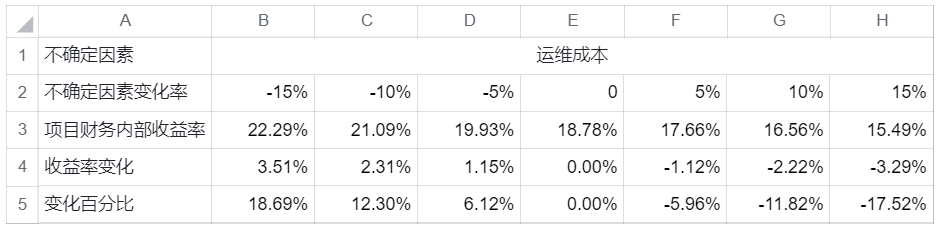 A B C D E F G H
1 不确定因素 运维成本
2 不确定因素变化率 -15% -10% -5% 0 5% 10% 15%
3 项目财务内部收益率 22.29% 21.09% 19.93% 18.78% 17.66% 16.56% 15.49%
4 收益率变化 3.51% 2.31% 1.15% 0.00% -1.12% -2.22% -3.29%
5 变化百分比 18.69% 12.30% 6.12% 0.00% -5.96% -11.82% -17.52%